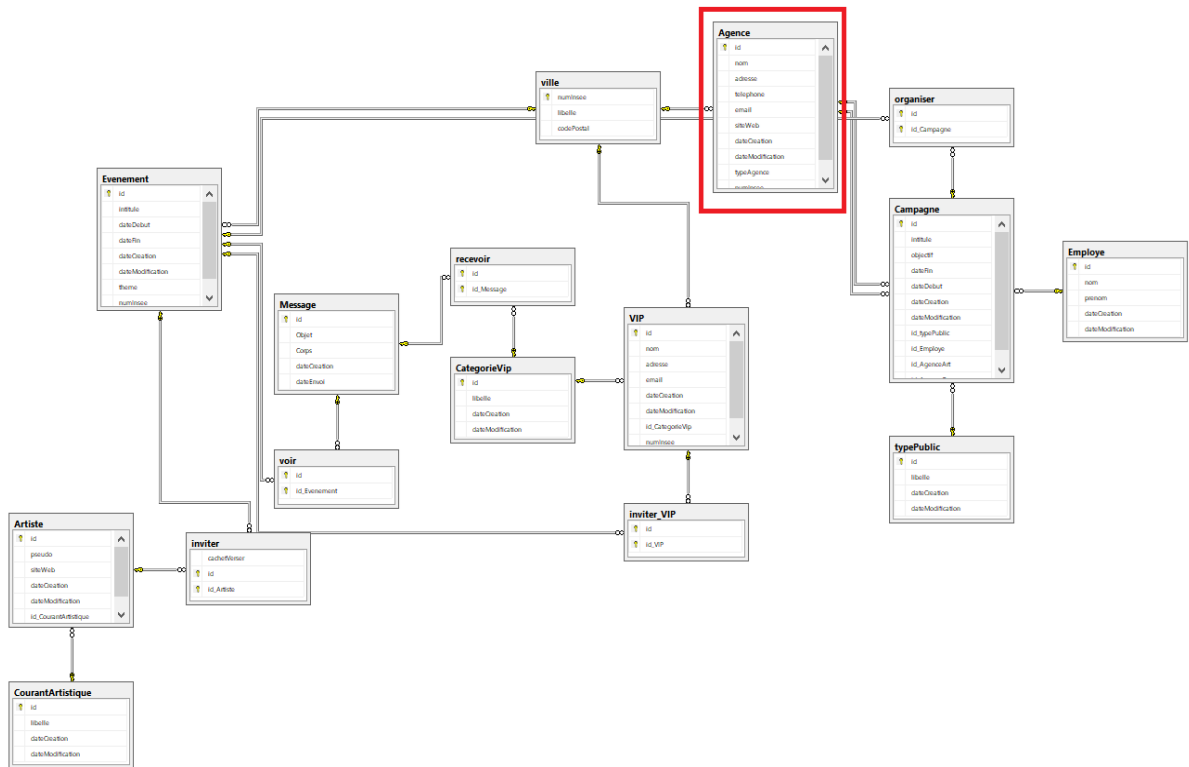 Agence
id
nom
adresse
telephone
email
siteWeb
dateCreation
dateModification
typeAgence
numInsee
ville
numInsee
libelle
codePostal
organiser
id
id_Campagne
Evenement
id
intitule
dateDebut
dateFin
dateCreation
dateModification
theme
numInsee
Campagne
id
intitule
objectif
dateFin
dateDebut
dateCreation
dateModification
id_typePublic
id_Employe
id_AgenceArt
Employe
id
nom
prenom
dateCreation
dateModification
recevoir
id
id_Message
Message
id
Objet
Corps
dateCreation
dateEnvoi
VIP
id
nom
adresse
email
dateCreation
dateModification
id_CategorieVip
numInsee
CategorieVip
id
libelle
dateCreation
dateModification
typePublic
id
libelle
dateCreation
dateModification
voir
id
id_Evenement
inviter_VIP
id
id_VIP
Artiste
id
pseudo
siteWeb
dateCreation
dateModification
id_CourantArtistique
inviter
cachetVerser
id
id_Artiste
CourantArtistique
id
libelle
dateCreation
dateModification